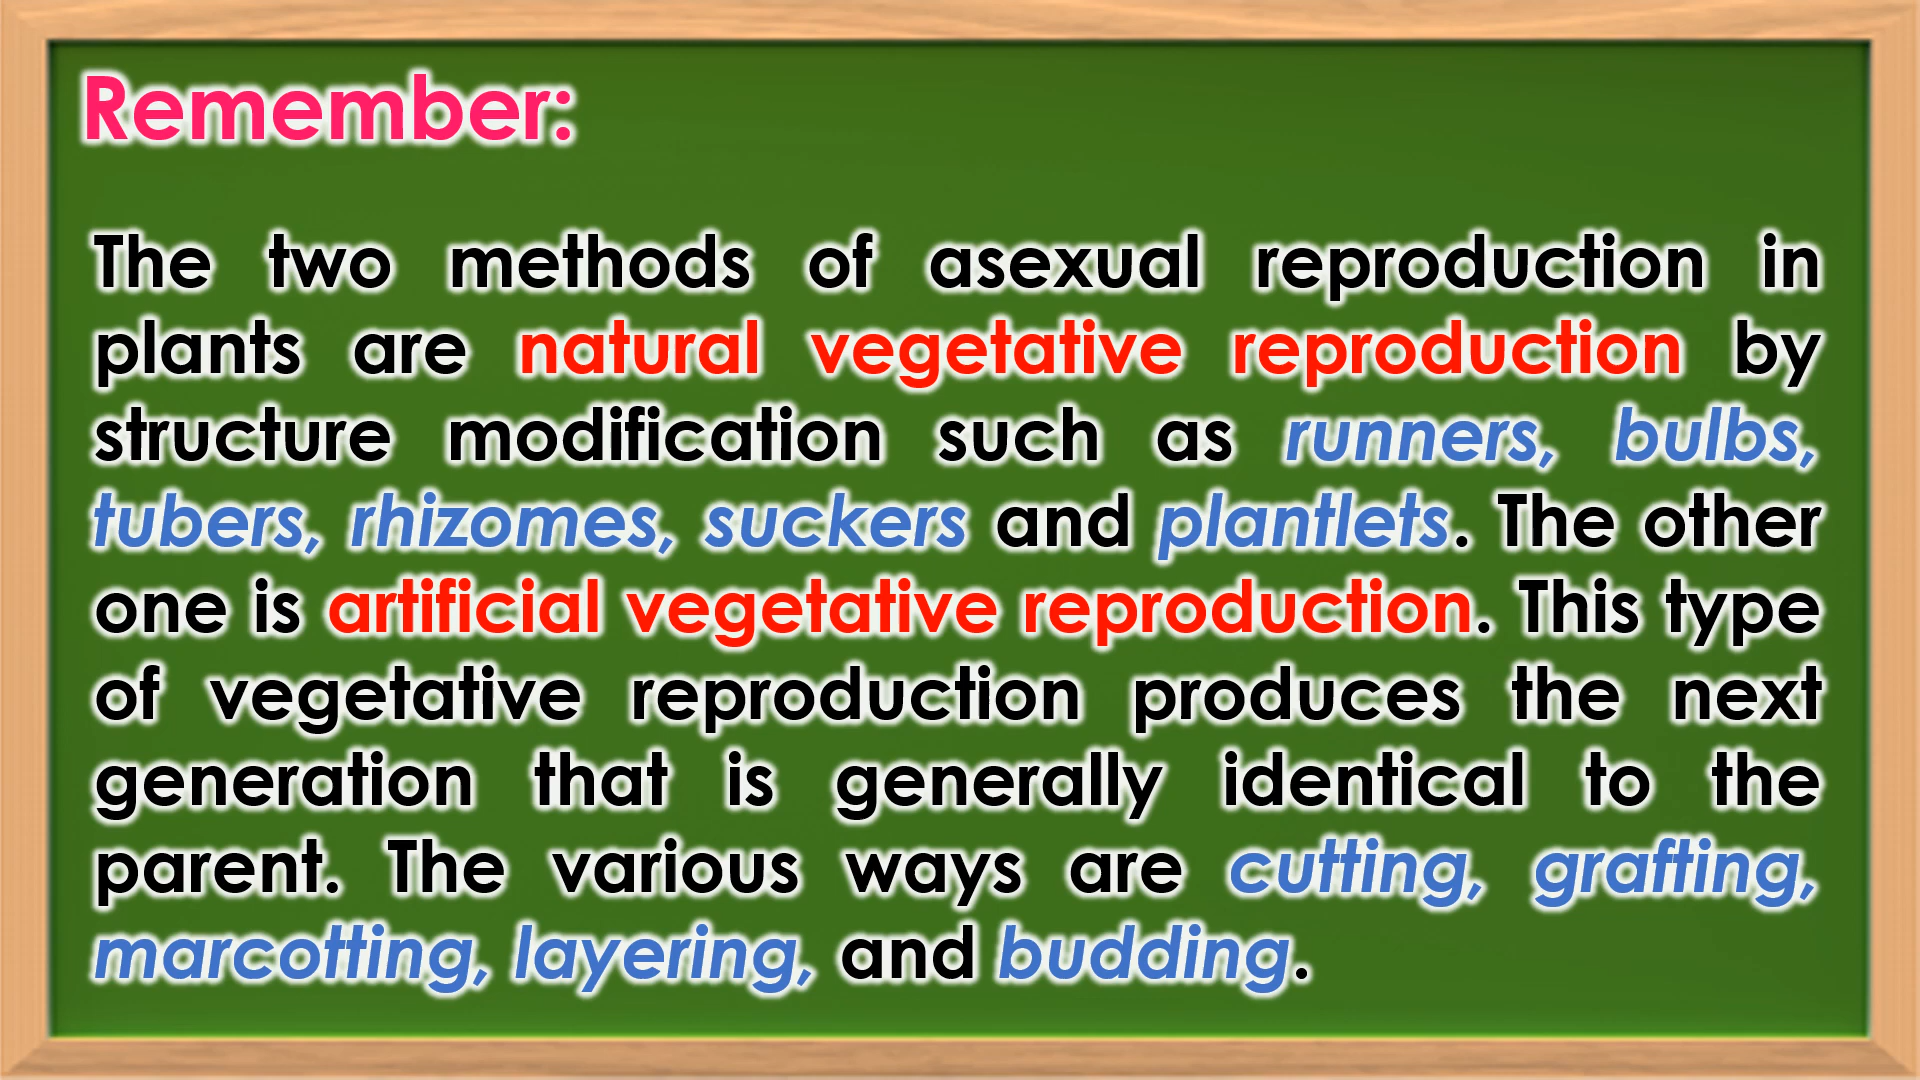 Remember:
The two methods of asexual reproduction in
plants are natural vegetative reproduction by
structure modification such as runners, bulbs,
tubers, rhizomes, suckers and plantlets. The other
one is artificial vegetative reproduction. This type
of vegetative reproduction produces the next
generation that is generally identical to the
parent. The various ways are cutting, grafting,
marcotting, layering, and budding.